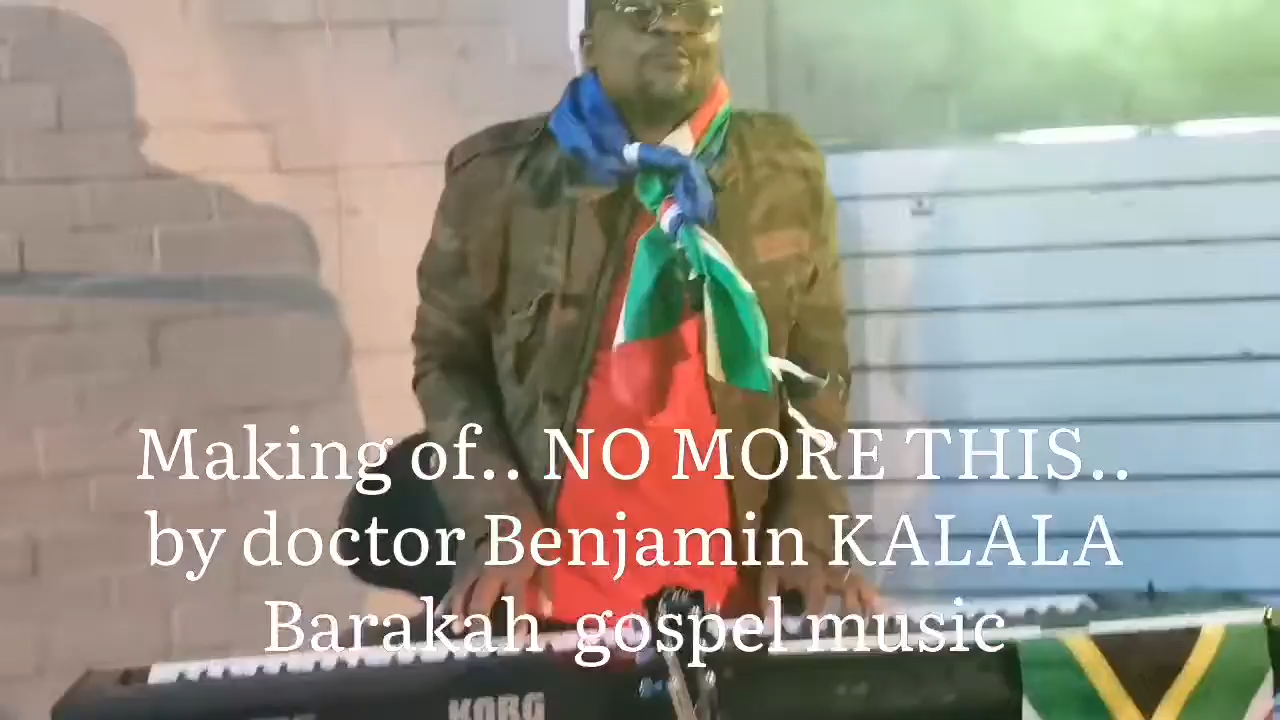 Making of.. NO MORE THIS..
by doctor Benjamin KALALA
Barakah gospel music
KORG